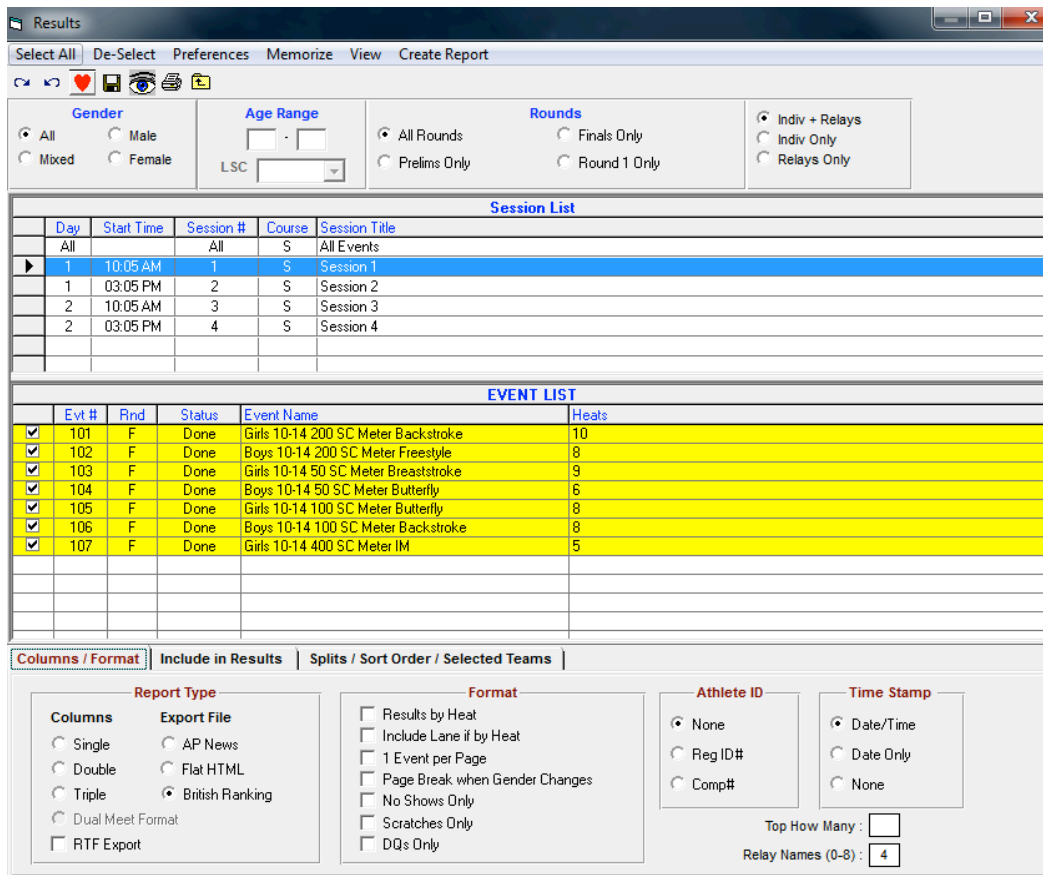 Results
Select All De-Select Preferences Memorize View Create Report
Gender Age Range Rounds
All Male - All Rounds Finals Only Indiv + Relays
Indiv Only
Mixed Female LSC Prelims Only Round 1 Only Relays Only
Session List
Day Start Time Session # Course Session Title
All All S All Events
1 10:05 AM 1 S Session 1
1 03:05 PM 2 S Session 2
2 10:05 AM 3 S Session 3
2 03:05 PM 4 S Session 4
EVENT LIST
Evt # Rnd Status Event Name Heats
101 F Done Girls 10-14 200 SC Meter Backstroke 10
102 F Done Boys 10-14 200 SC Meter Freestyle 8
103 F Done Girls 10-14 50 SC Meter Breaststroke 9
104 F Done Boys 10-14 50 SC Meter Butterfly 6
105 F Done Girls 10-14 100 SC Meter Butterfly 8
106 F Done Boys 10-14 100 SC Meter Backstroke 8
107 F Done Girls 10-14 400 SC Meter IM 5
Columns / Format Include in Results Splits / Sort Order / Selected Teams
Report Type
Columns Export File
Single AP News
Double Flat HTML
Triple British Ranking
Dual Meet Format
RTF Export
Format
Results by Heat
Include Lane if by Heat
1 Event per Page
Page Break when Gender Changes
No Shows Only
Scratches Only
DQs Only
Athlete ID
None
Reg ID#
Comp#
Time Stamp
Date/Time
Date Only
None
Top How Many :
Relay Names (0-8) : 4